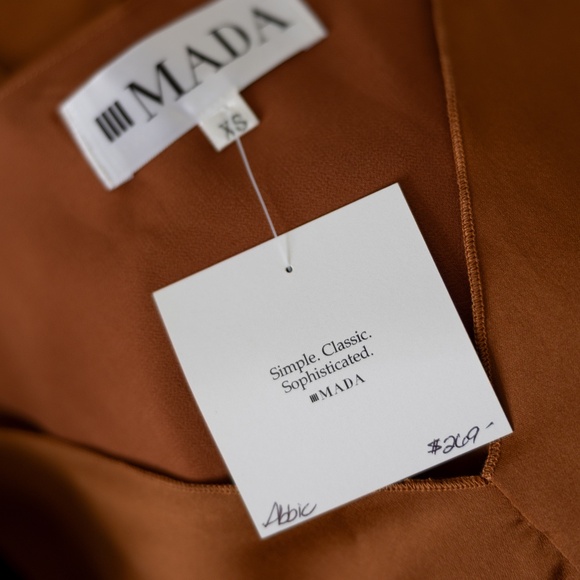 MADA
XS
Simple. Classic.
Sophisticated.
MADA
$269-
Abbie